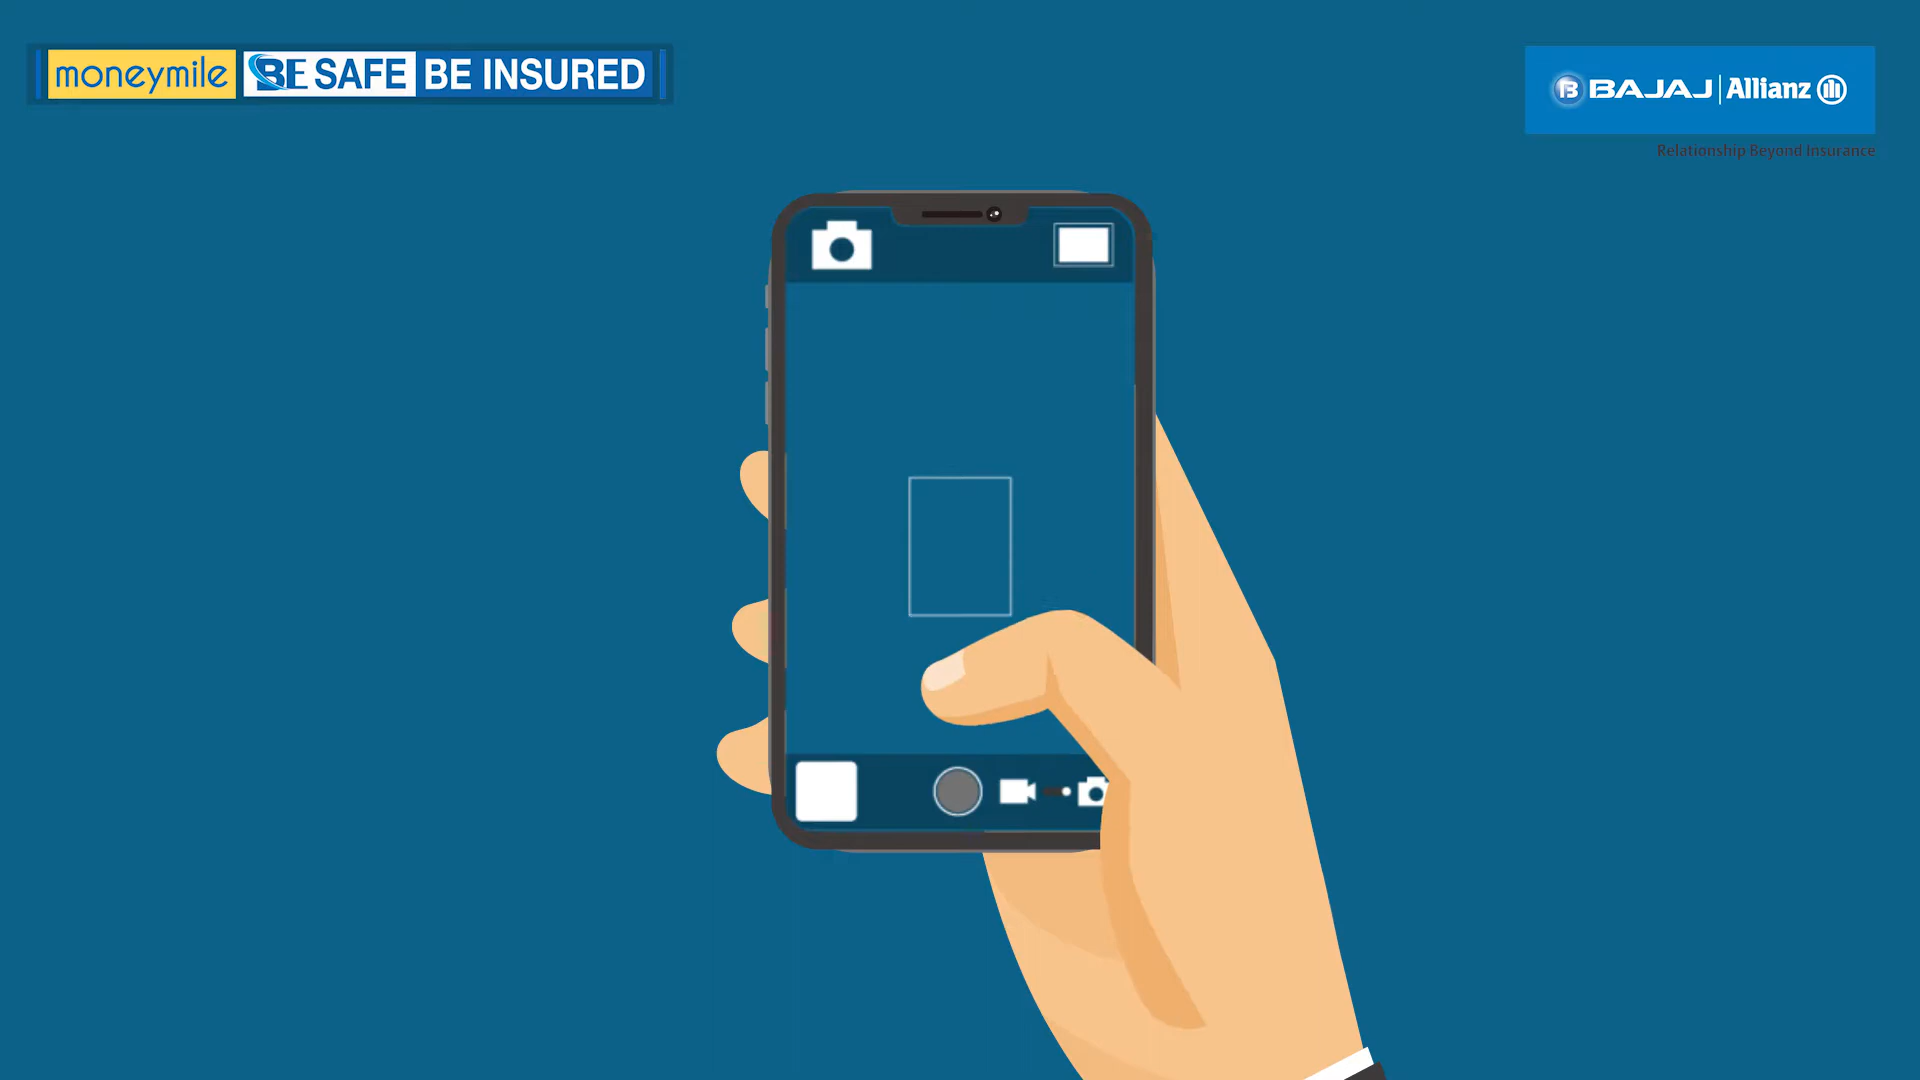 moneymile BE SAFE BE INSURED
BAJAJ | Allianz
Relationship Beyond Insurance